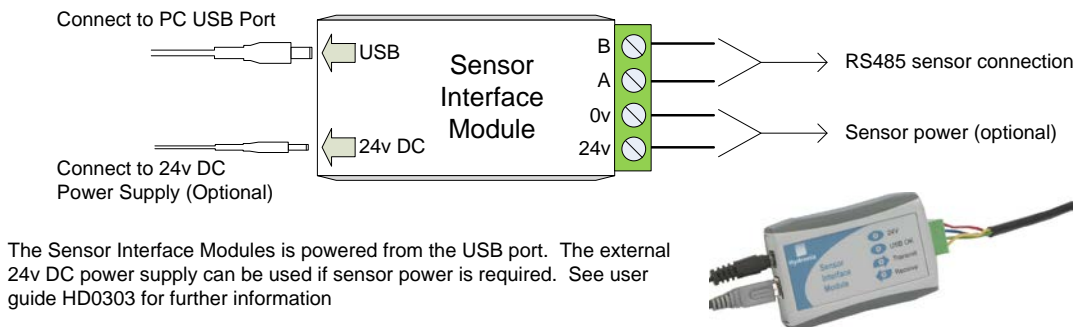 Connect to PC USB Port
USB
24v DC
Connect to 24v DC
Power Supply (Optional)
Sensor
Interface
Module
B
A
0v
24v
RS485 sensor connection
Sensor power (optional)
The Sensor Interface Modules is powered from the USB port. The external
24v DC power supply can be used if sensor power is required. See user
guide HD0303 for further information
Hydronix
Sensor
Interface
Module
24V
USB OK
Transmit
Receive